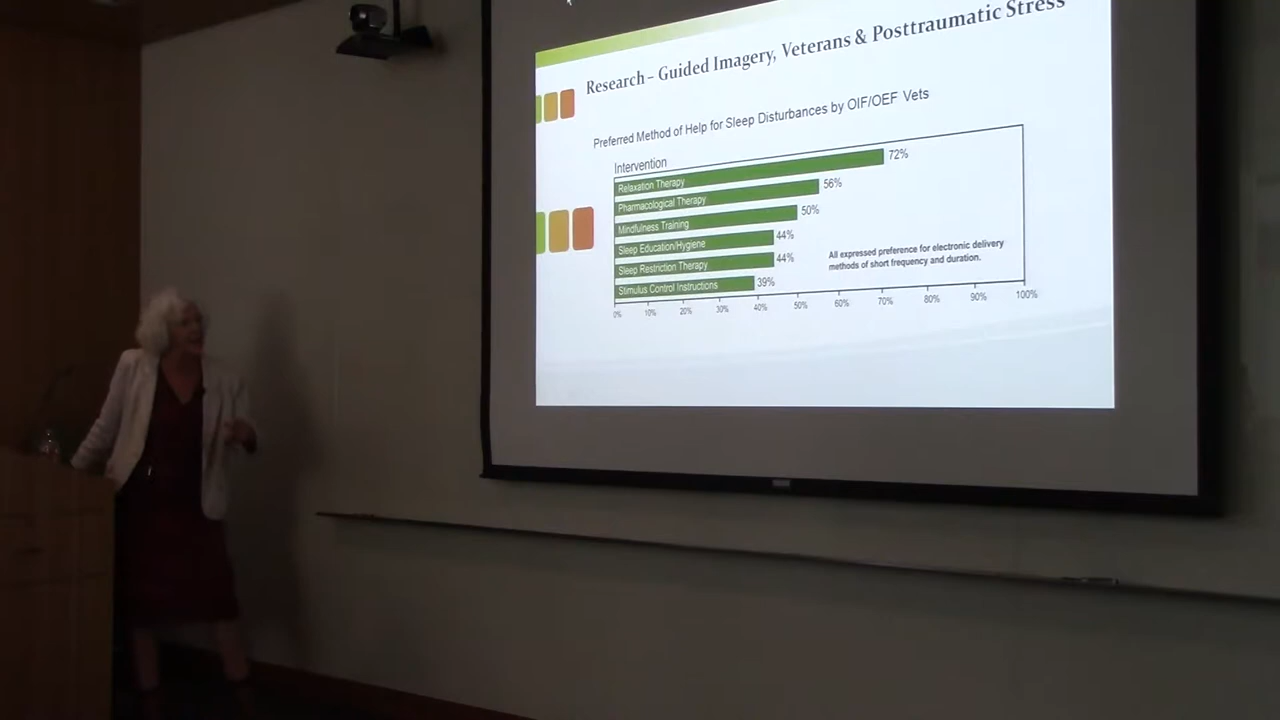 Research – Guided Imagery, Veterans & Posttraumatic Stress
Preferred Method of Help for Sleep Disturbances by OIF/OEF Vets
Intervention
Relaxation Therapy 72%
Pharmacological Therapy 56%
Mindfulness Training 50%
Sleep Education/Hygiene 44%
Sleep Restriction Therapy 44%
Stimulus Control Instructions 39%
All expressed preference for electronic delivery
methods of short frequency and duration.
0% 10% 20% 30% 40% 50% 60% 70% 80% 90% 100%